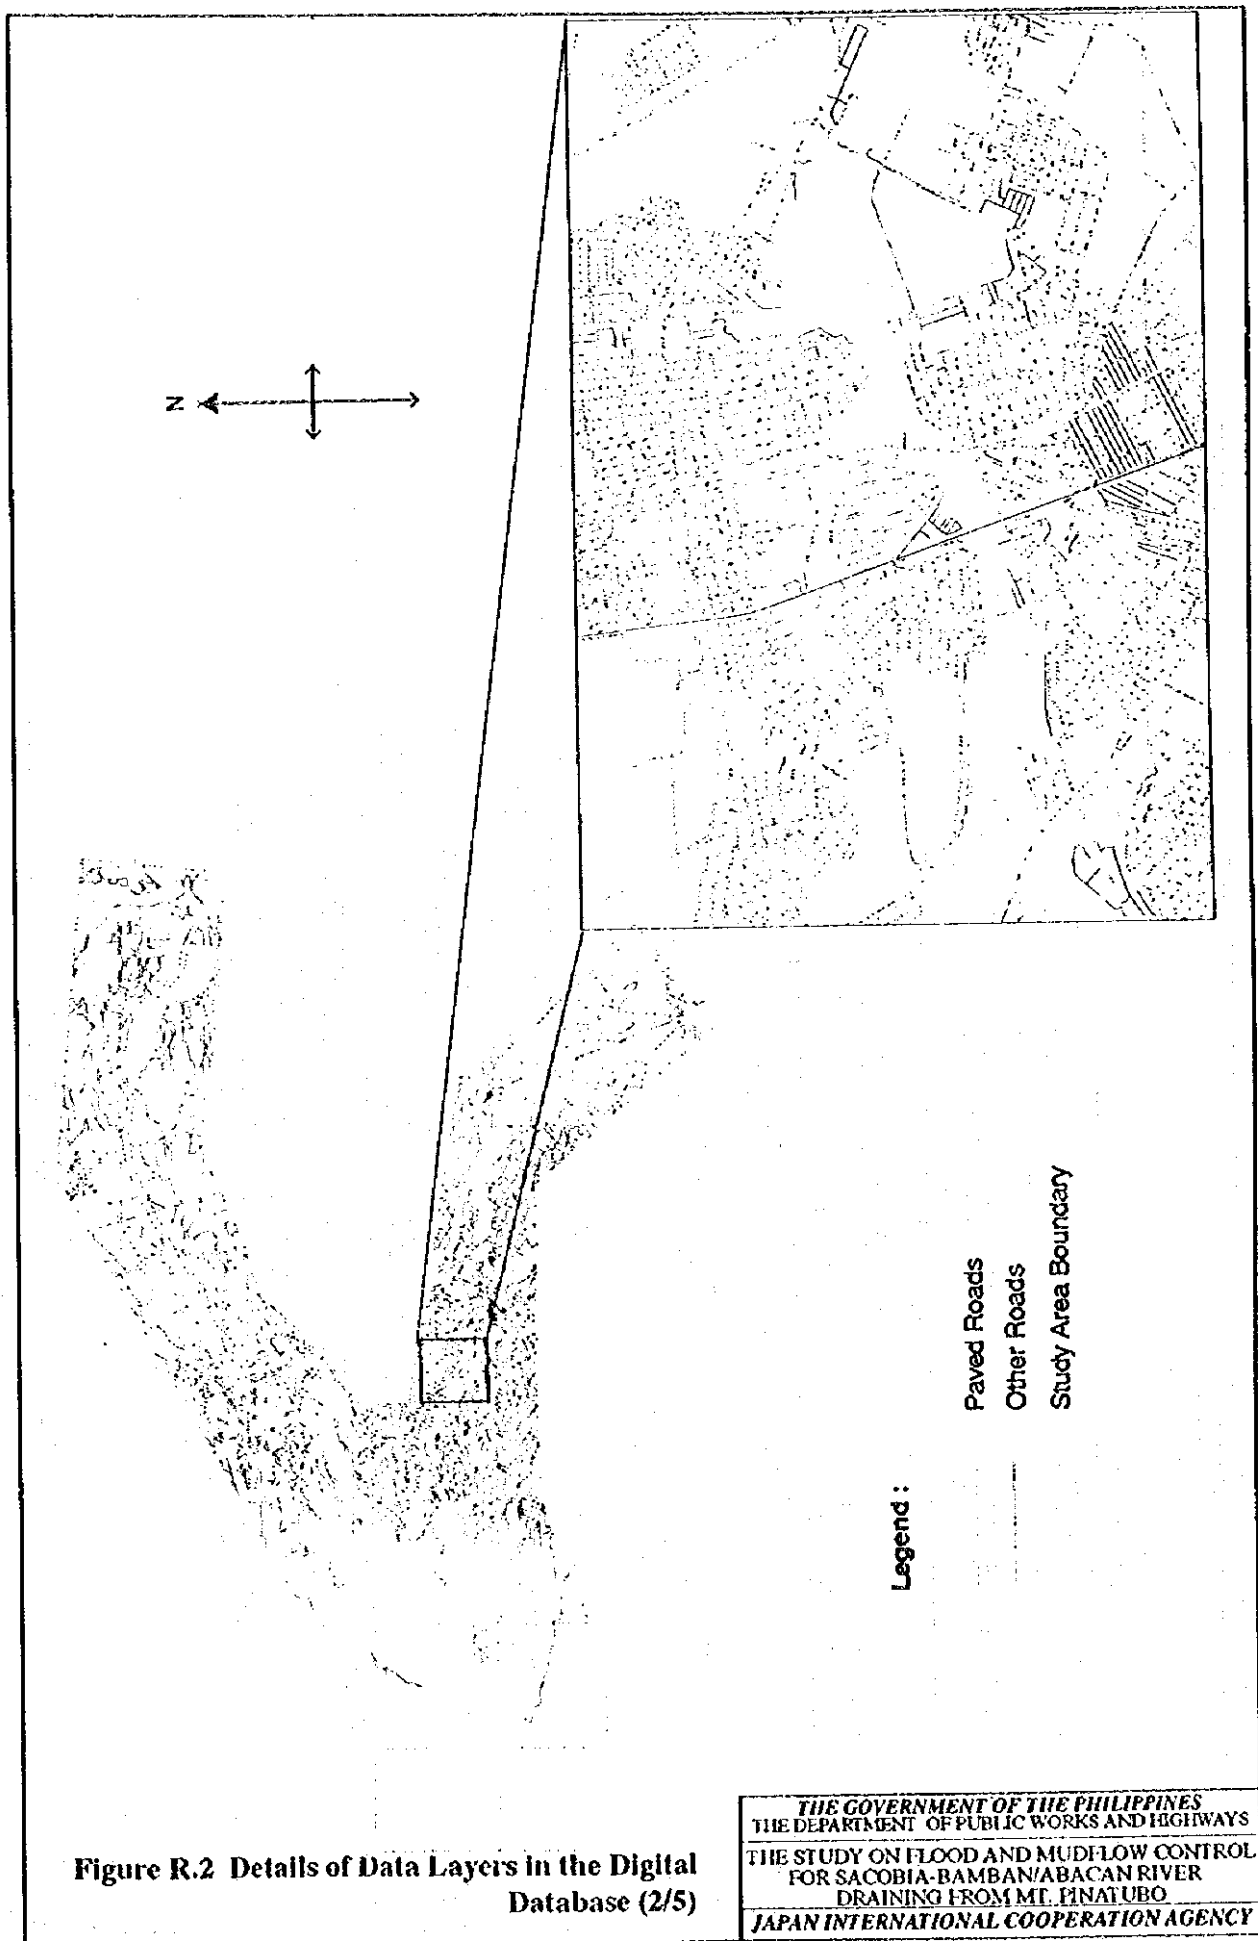 N
Legend :
Paved Roads
Other Roads
Study Area Boundary
Figure R.2 Details of Data Layers in the Digital
Database (2/5)
THE GOVERNMENT OF THE PHILIPPINES
THE DEPARTMENT OF PUBLIC WORKS AND HIGHWAYS
THE STUDY ON FLOOD AND MUDFLOW CONTROL
FOR SACOBIA-BAMBAN/ABACAN RIVER
DRAINING FROM MT. PINATUBO
JAPAN INTERNATIONAL COOPERATION AGENCY